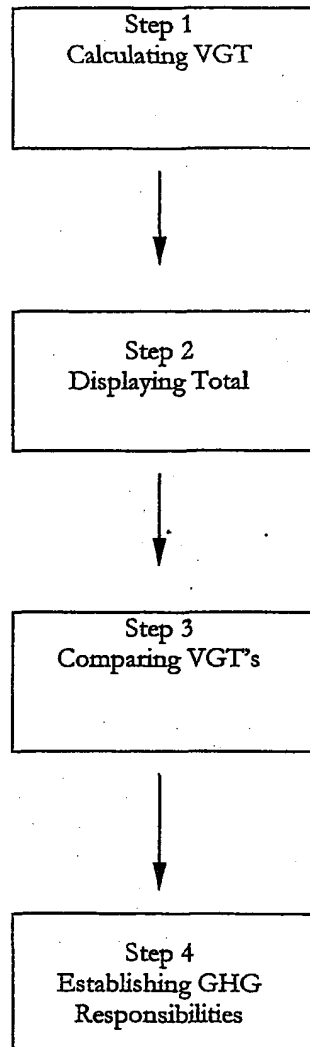 Step 1
Calculating VGT
Step 2
Displaying Total
Step 3
Comparing VGT's
Step 4
Establishing GHG
Responsibilities